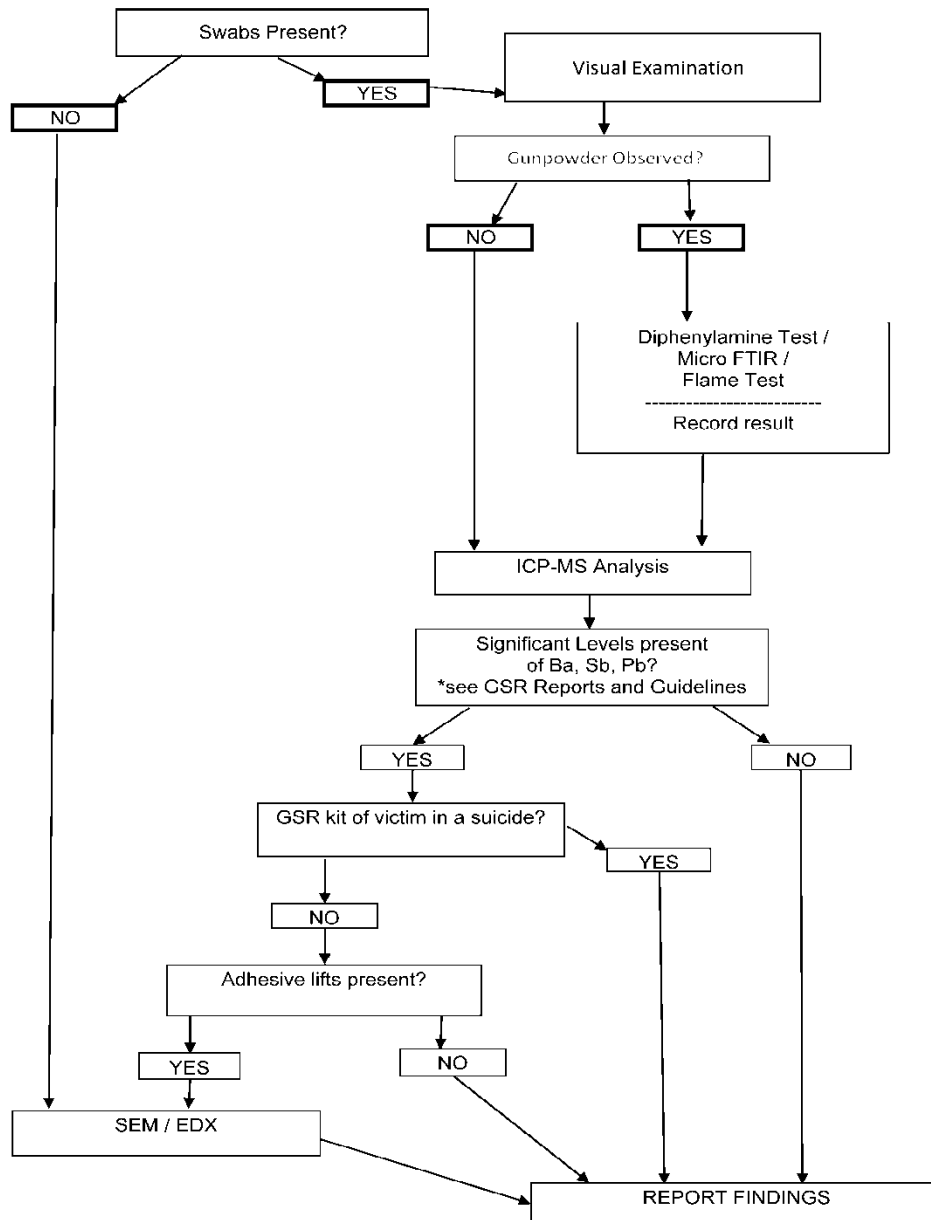 Swabs Present?
Visual Examination
YES
NO
Gunpowder Observed?
NO
YES
Diphenylamine Test /
Micro FTIR /
Flame Test
----------------------------
Record result
ICP-MS Analysis
Significant Levels present
of Ba, Sb, Pb?
*see GSR Reports and Guidelines
YES
NO
GSR kit of victim in a suicide?
YES
NO
Adhesive lifts present?
YES
NO
SEM / EDX
REPORT FINDINGS